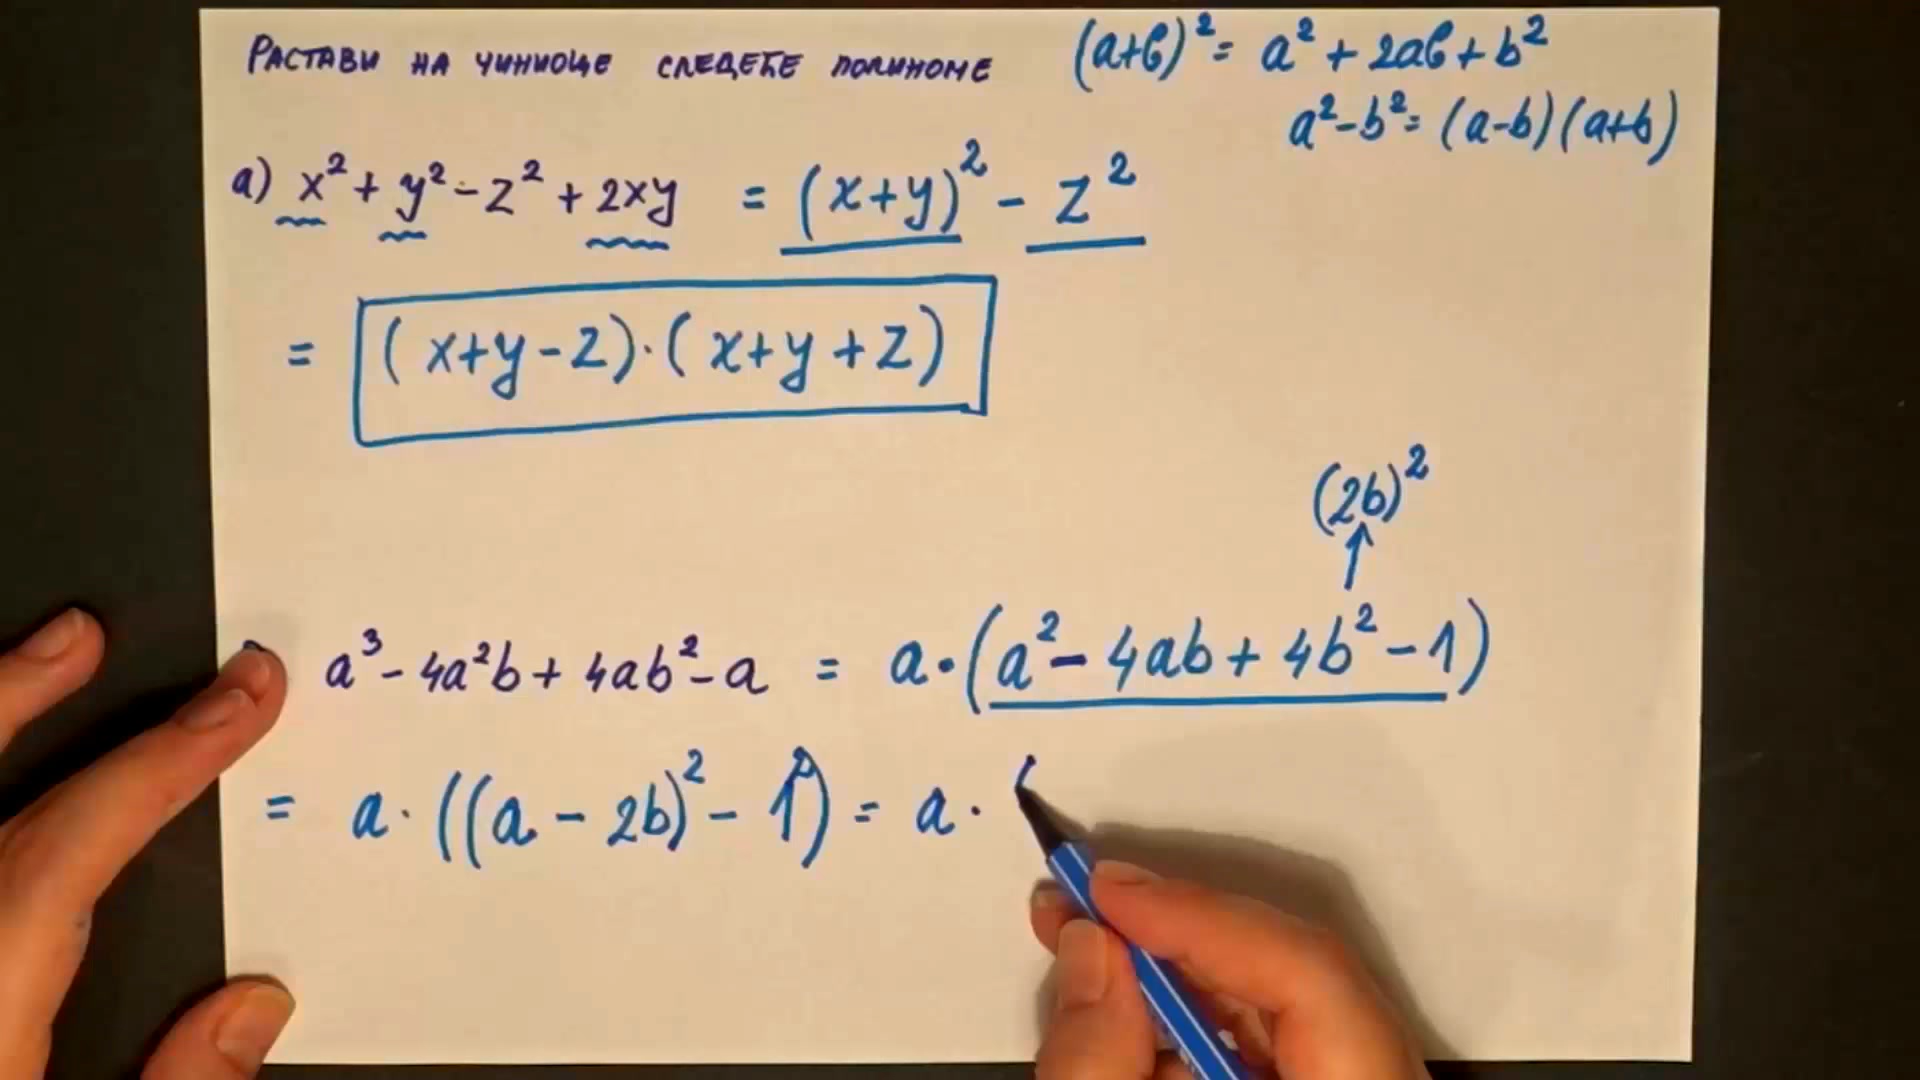 Растави на чиниоце следеће полиноме
(a+b)² = a² + 2ab + b²
a² - b² = (a-b)(a+b)
а) x² + y² - z² + 2xy = (x+y)² - z²
= (x+y-z)·(x+y+z)
(2b)²
↑
a³ - 4a²b + 4ab² - a = a·(a² - 4ab + 4b² - 1)
= a·((a - 2b)² - 1²) = a · (